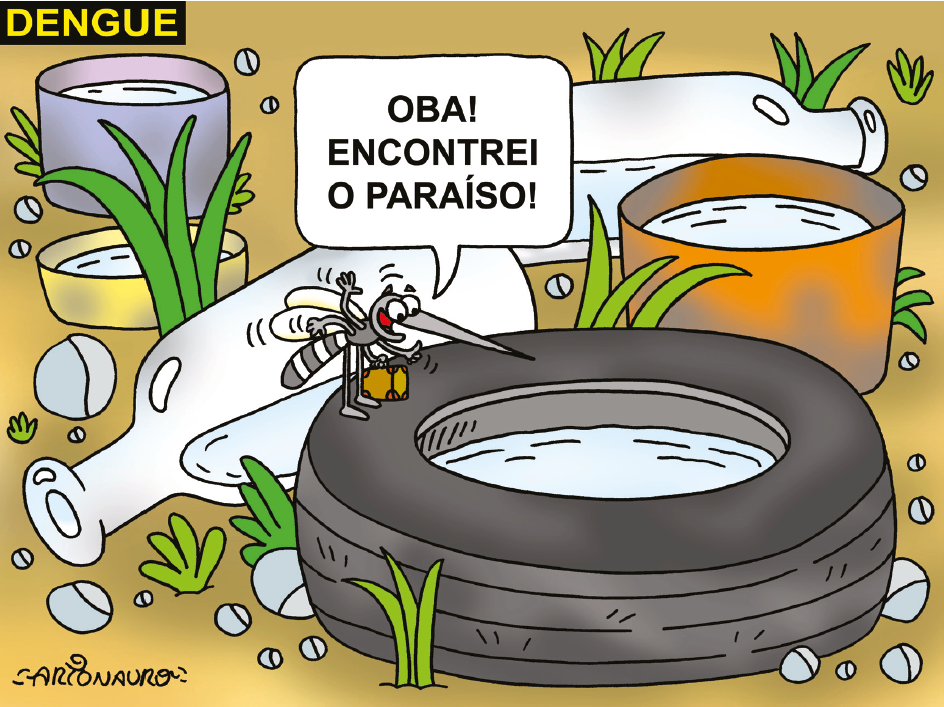 DENGUE
OBA!
ENCONTREI
O PARAÍSO!
ARIONAURO